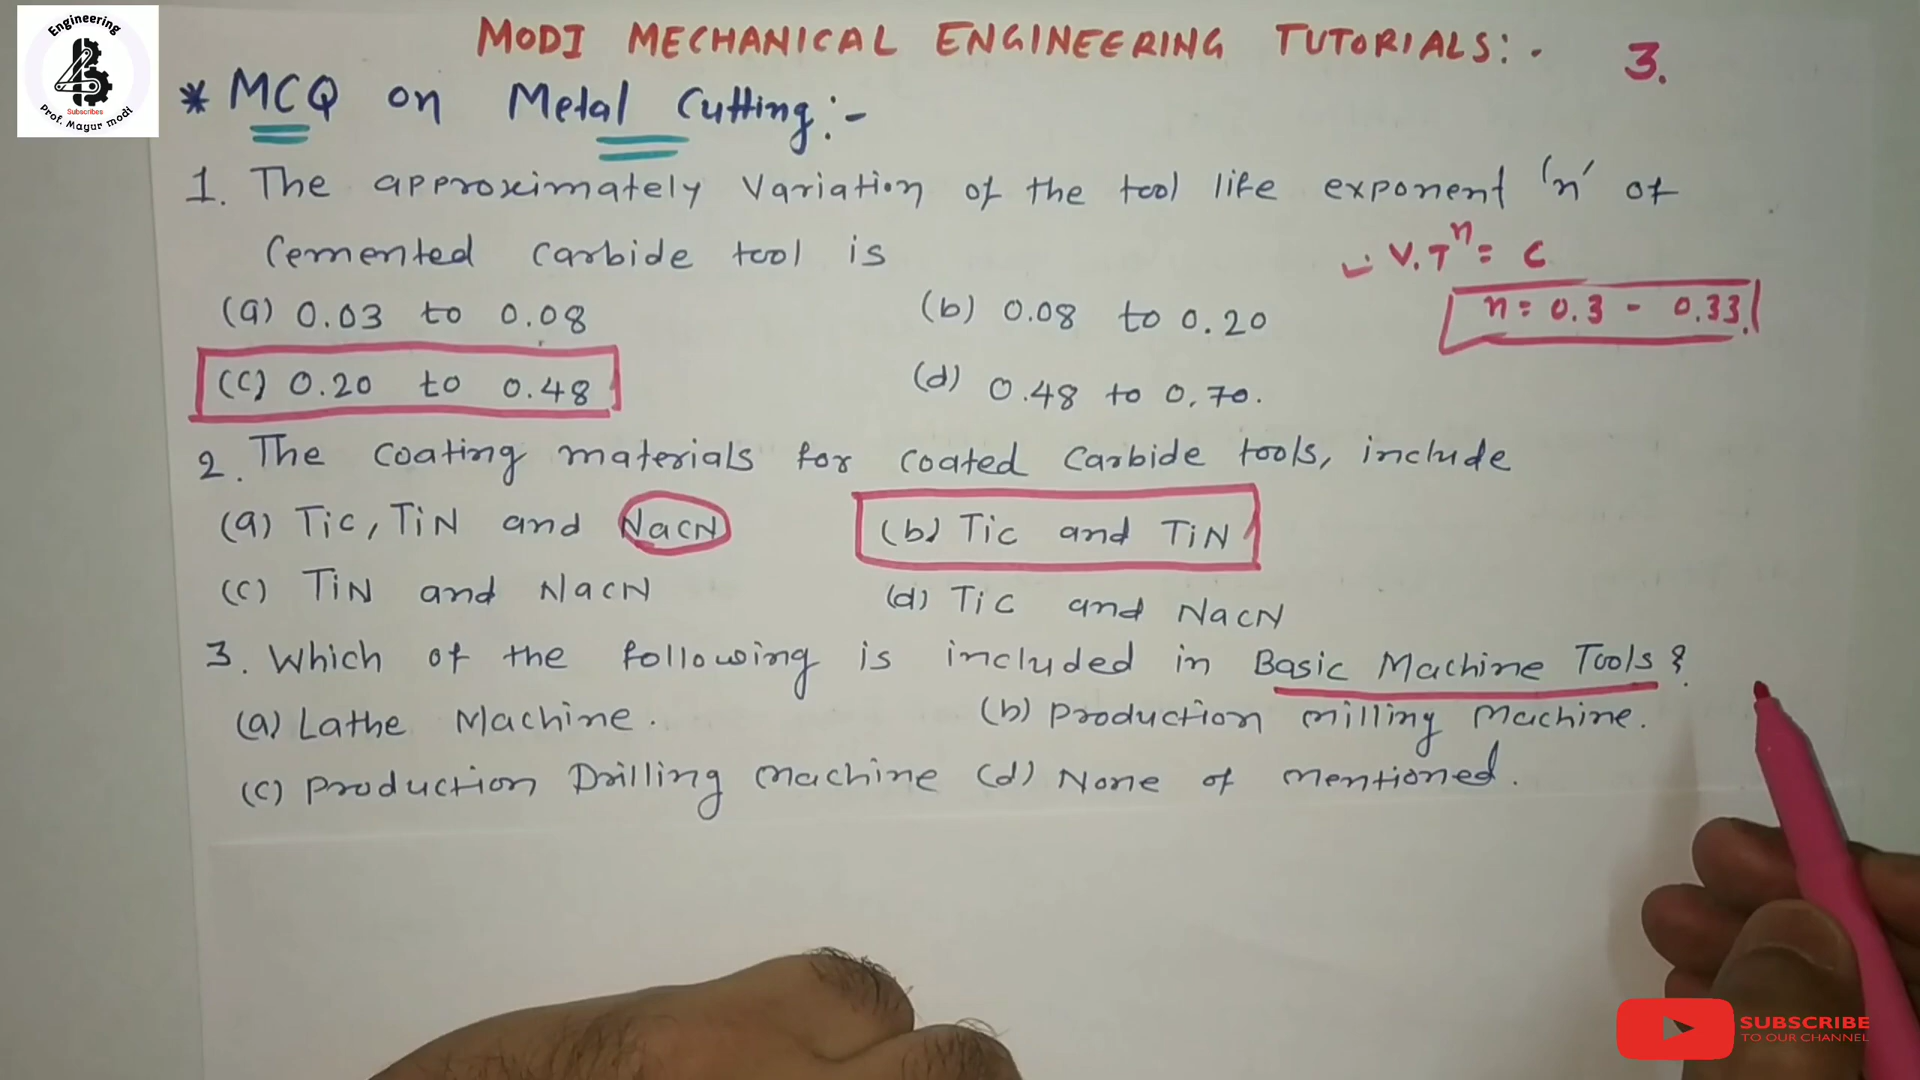 Engineering
Subscribes
Prof. Mayur modi
MODI MECHANICAL ENGINEERING TUTORIALS:- 3.
* MCQ on Metal Cutting:-
1. The approximately variation of the tool life exponent 'n' of
Cemented Carbide tool is
V.T^n = C
n = 0.3 - 0.33
(a) 0.03 to 0.08 (b) 0.08 to 0.20
(c) 0.20 to 0.48 (d) 0.48 to 0.70.
2. The Coating materials for coated carbide tools, include
(a) Tic, TiN and NacN (b) Tic and TiN
(c) TiN and NacN (d) Tic and NacN
3. Which of the following is included in Basic Machine Tools?
(a) Lathe Machine. (b) Production milling Machine.
(c) Production Drilling machine (d) None of mentioned.
SUBSCRIBE
TO OUR CHANNEL